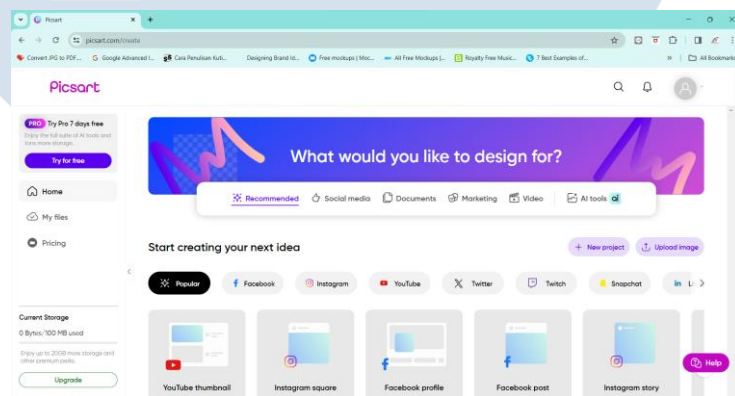 Picsart
picsart.com/create
Convert JPG to PDF... Google Advanced I... Cara Penulisan Kuti... Designing Brand Id... Free mockups | Moc... All Free Mockups |... Royalty Free Music... 7 Best Examples of... » All Bookmarks
Picsart
PRO Try Pro 7 days free
Enjoy the full suite of AI tools and
tons more storage.
Try for free
Home
My files
Pricing
Current Storage
0 Bytes/100 MB used
Enjoy up to 20GB more storage and
other premium perks.
Upgrade
What would you like to design for?
Recommended Social media Documents Marketing Video AI tools ai
Start creating your next idea
+ New project Upload image
Popular Facebook Instagram YouTube Twitter Twitch Snapchat in
YouTube thumbnail Instagram square Facebook profile Facebook post Instagram story
Help